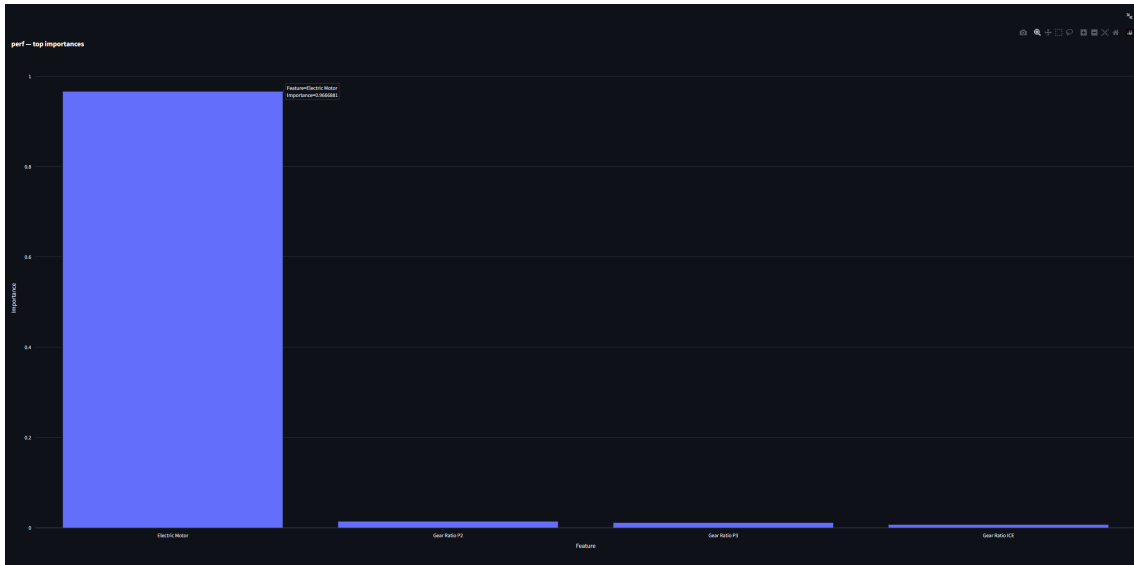 perf — top importances
1
Feature=Electric Motor
Importance=0.9666881
0.8
0.6
Importance
0.4
0.2
0
Electric Motor
Gear Ratio P2
Gear Ratio P3
Gear Ratio ICE
Feature